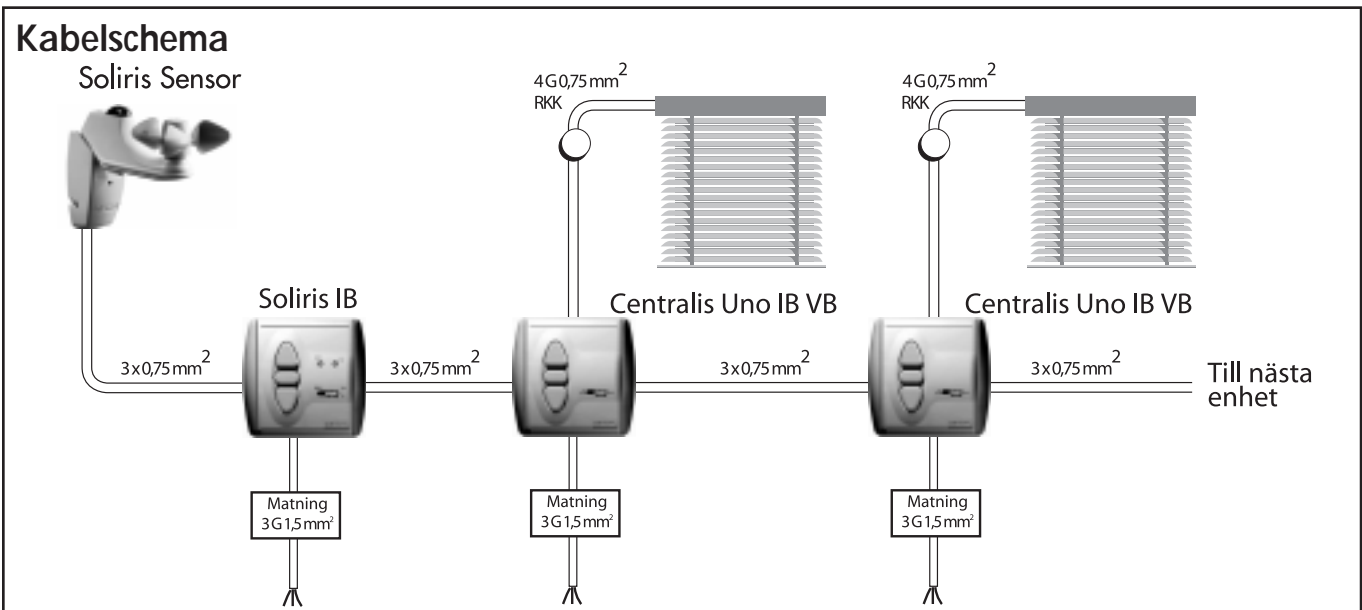 Kabelschema
Soliris Sensor
4G0,75mm²
RKK
4G0,75mm²
RKK
Soliris IB
Centralis Uno IB VB
Centralis Uno IB VB
3x0,75mm²
3x0,75mm²
3x0,75mm²
3x0,75mm²
Till nästa
enhet
Matning
3G1,5mm²
Matning
3G1,5mm²
Matning
3G1,5mm²